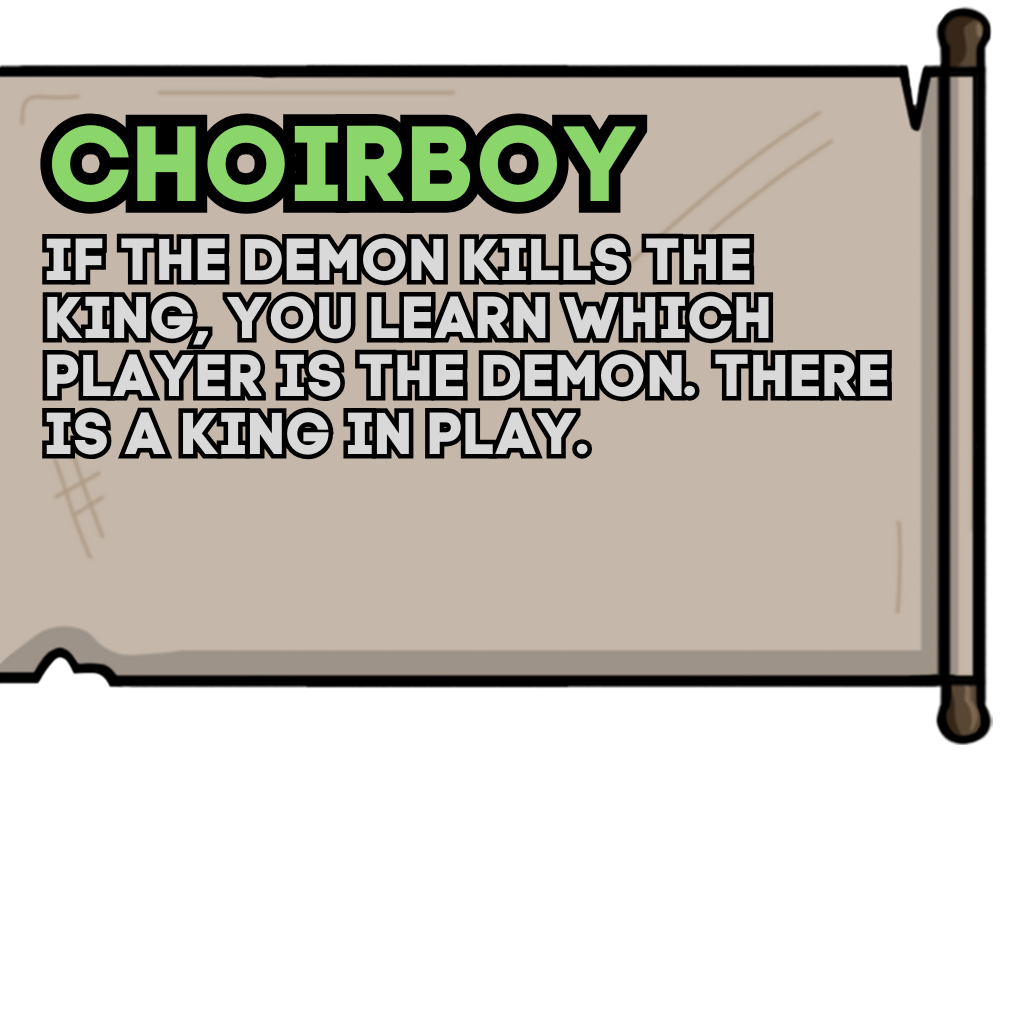 CHOIRBOY
IF THE DEMON KILLS THE
KING, YOU LEARN WHICH
PLAYER IS THE DEMON. THERE
IS A KING IN PLAY.